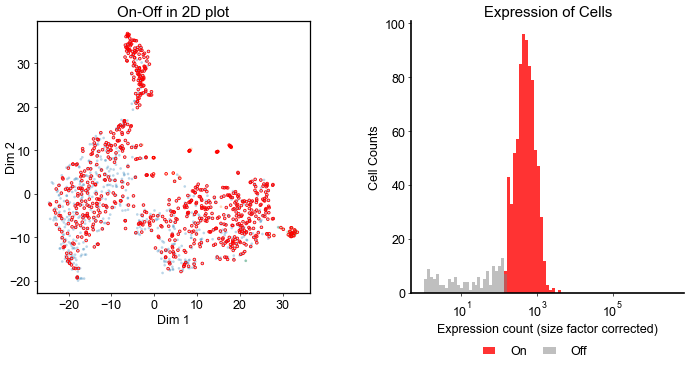 On-Off in 2D plot
30
20
10
0
−10
−20
Dim 2
−20 −10 0 10 20 30
Dim 1
Expression of Cells
100
80
60
40
20
0
Cell Counts
10^1 10^3 10^5
Expression count (size factor corrected)
On Off